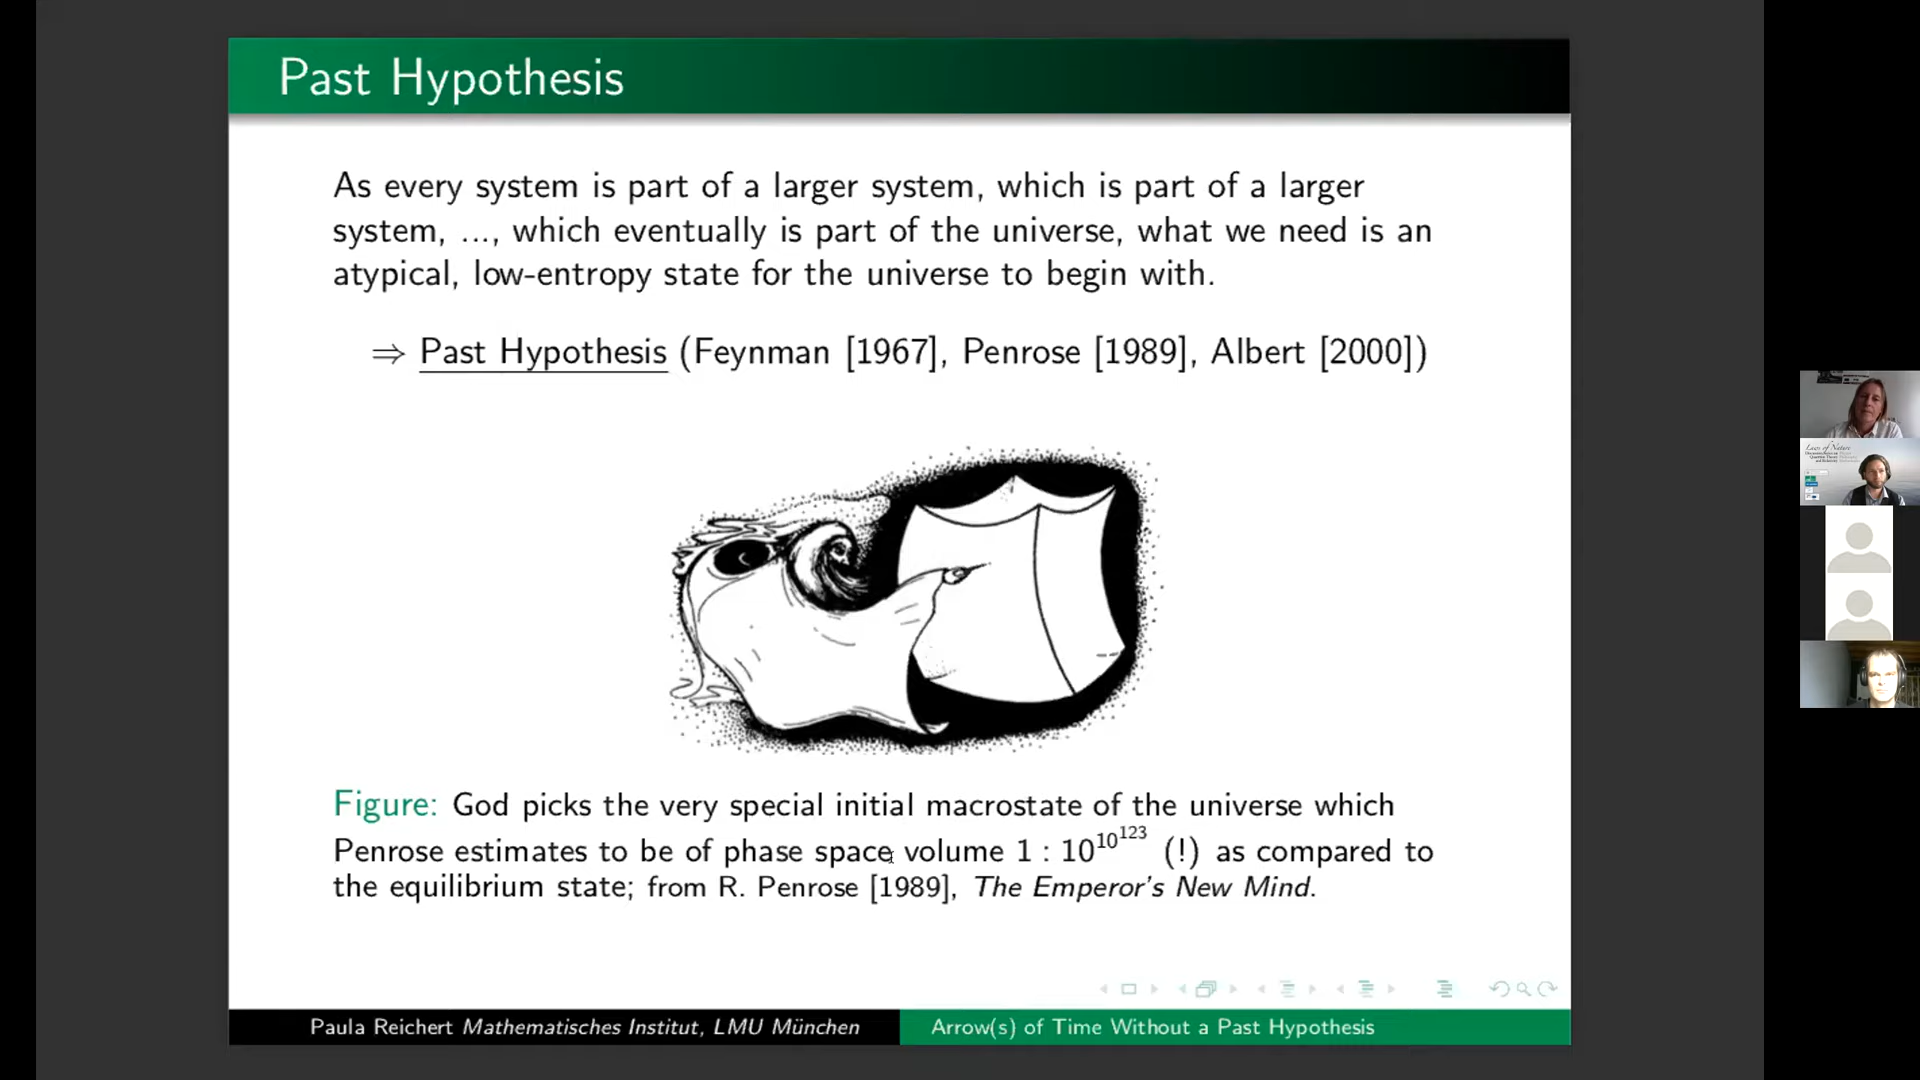 Past Hypothesis
As every system is part of a larger system, which is part of a larger
system, ..., which eventually is part of the universe, what we need is an
atypical, low-entropy state for the universe to begin with.
⇒ Past Hypothesis (Feynman [1967], Penrose [1989], Albert [2000])
Figure: God picks the very special initial macrostate of the universe which
Penrose estimates to be of phase space volume 1 : 10^{10^{123}} (!) as compared to
the equilibrium state; from R. Penrose [1989], The Emperor's New Mind.
Paula Reichert Mathematisches Institut, LMU München
Arrow(s) of Time Without a Past Hypothesis
Laws of Nature